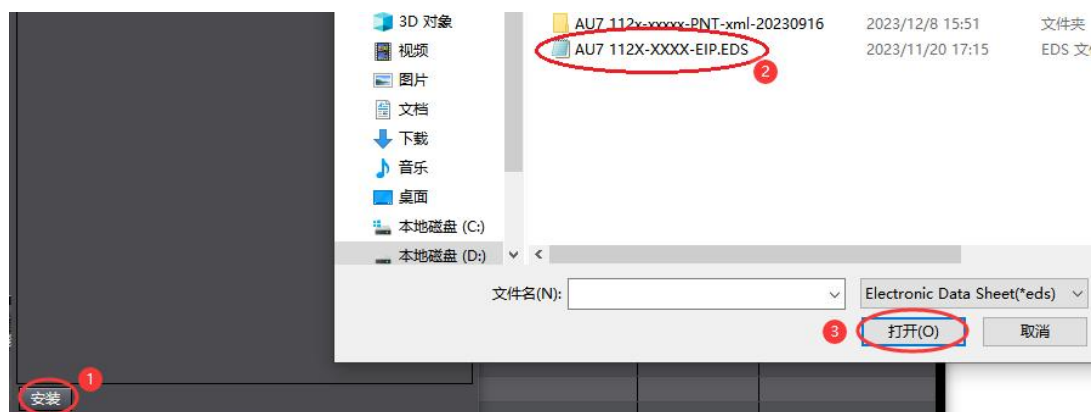 3D 对象
视频
图片
文档
下载
音乐
桌面
本地磁盘 (C:)
本地磁盘 (D:)
AU7 112x-xxxxx-PNT-xml-20230916 2023/12/8 15:51 文件夹
AU7 112X-XXXX-EIP.EDS 2023/11/20 17:15 EDS
2
文件名(N): Electronic Data Sheet(*eds)
3 打开(O) 取消
1
安装